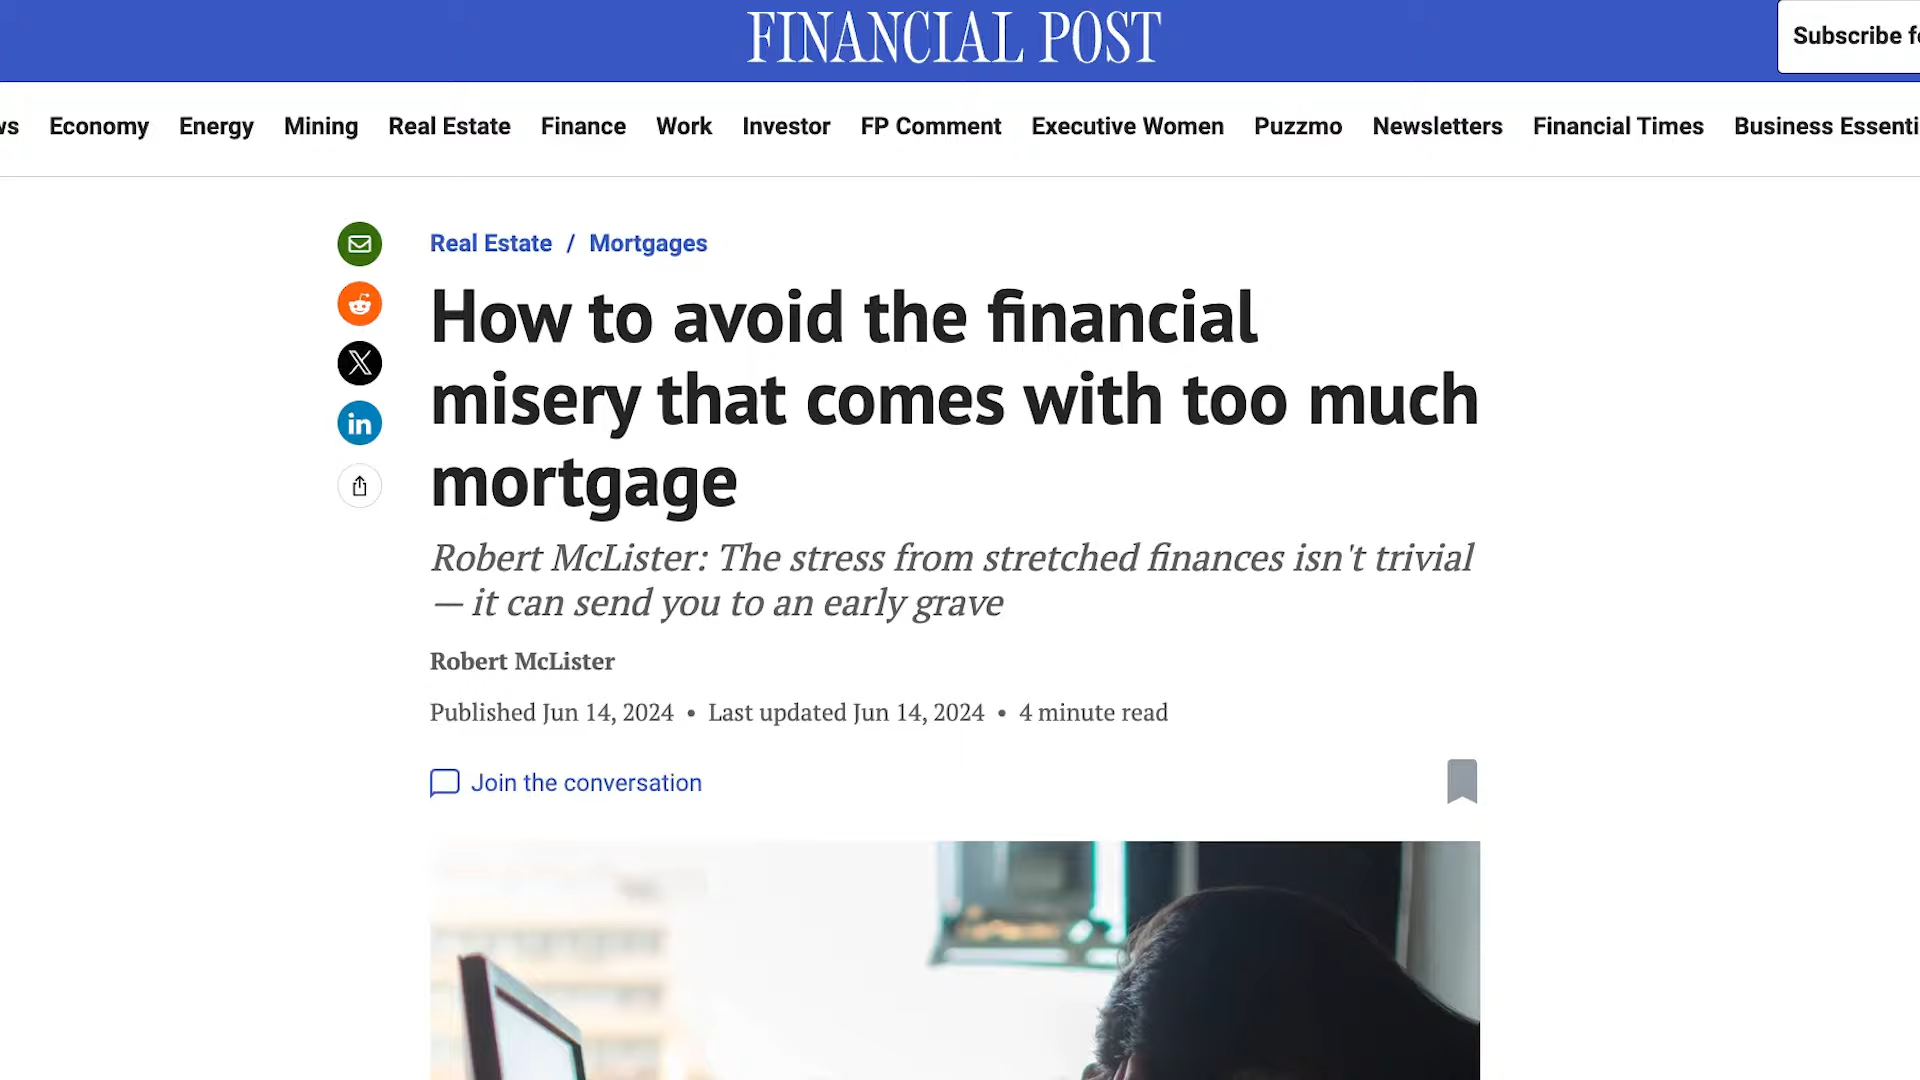 FINANCIAL POST
Subscribe
Economy Energy Mining Real Estate Finance Work Investor FP Comment Executive Women Puzzmo Newsletters Financial Times Business
Real Estate / Mortgages
How to avoid the financial
misery that comes with too much
mortgage
Robert McLister: The stress from stretched finances isn't trivial
— it can send you to an early grave
Robert McLister
Published Jun 14, 2024 • Last updated Jun 14, 2024 • 4 minute read
Join the conversation